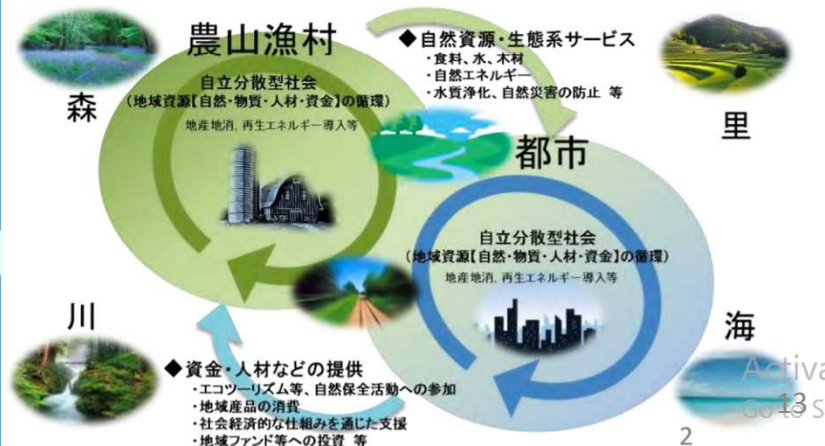 農山漁村
森
自立分散型社会
(地域資源【自然・物質・人材・資金】の循環)
地産地消、再生エネルギー導入等
◆自然資源・生態系サービス
・食料、水、木材
・自然エネルギー
・水質浄化、自然災害の防止 等
里
都市
自立分散型社会
(地域資源【自然・物質・人材・資金】の循環)
地産地消、再生エネルギー導入等
川
◆資金・人材などの提供
・エコツーリズム等、自然保全活動への参加
・地域産品の消費
・社会経済的な仕組みを通じた支援
・地域ファンド等への投資 等
海
Activa
Go to S
13
2